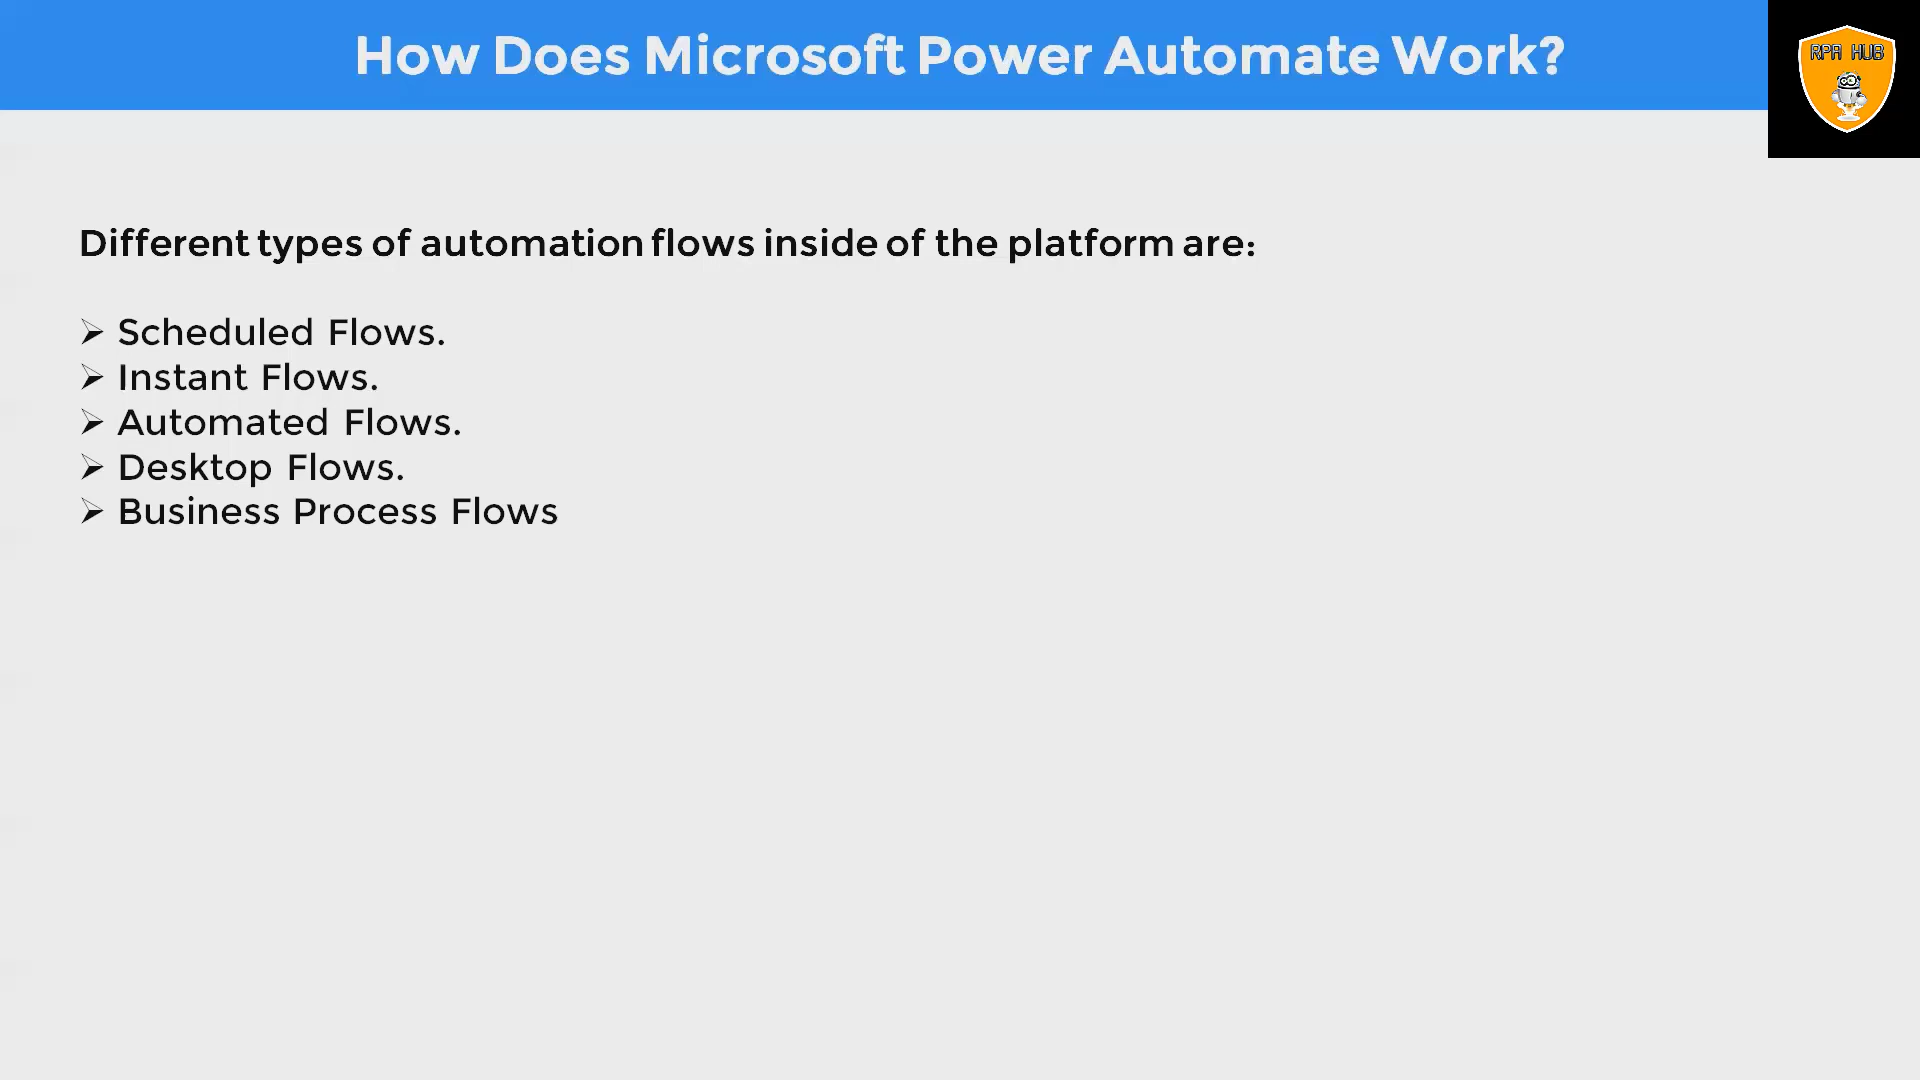 How Does Microsoft Power Automate Work?
RPA HUB
Different types of automation flows inside of the platform are:
➢ Scheduled Flows.
➢ Instant Flows.
➢ Automated Flows.
➢ Desktop Flows.
➢ Business Process Flows